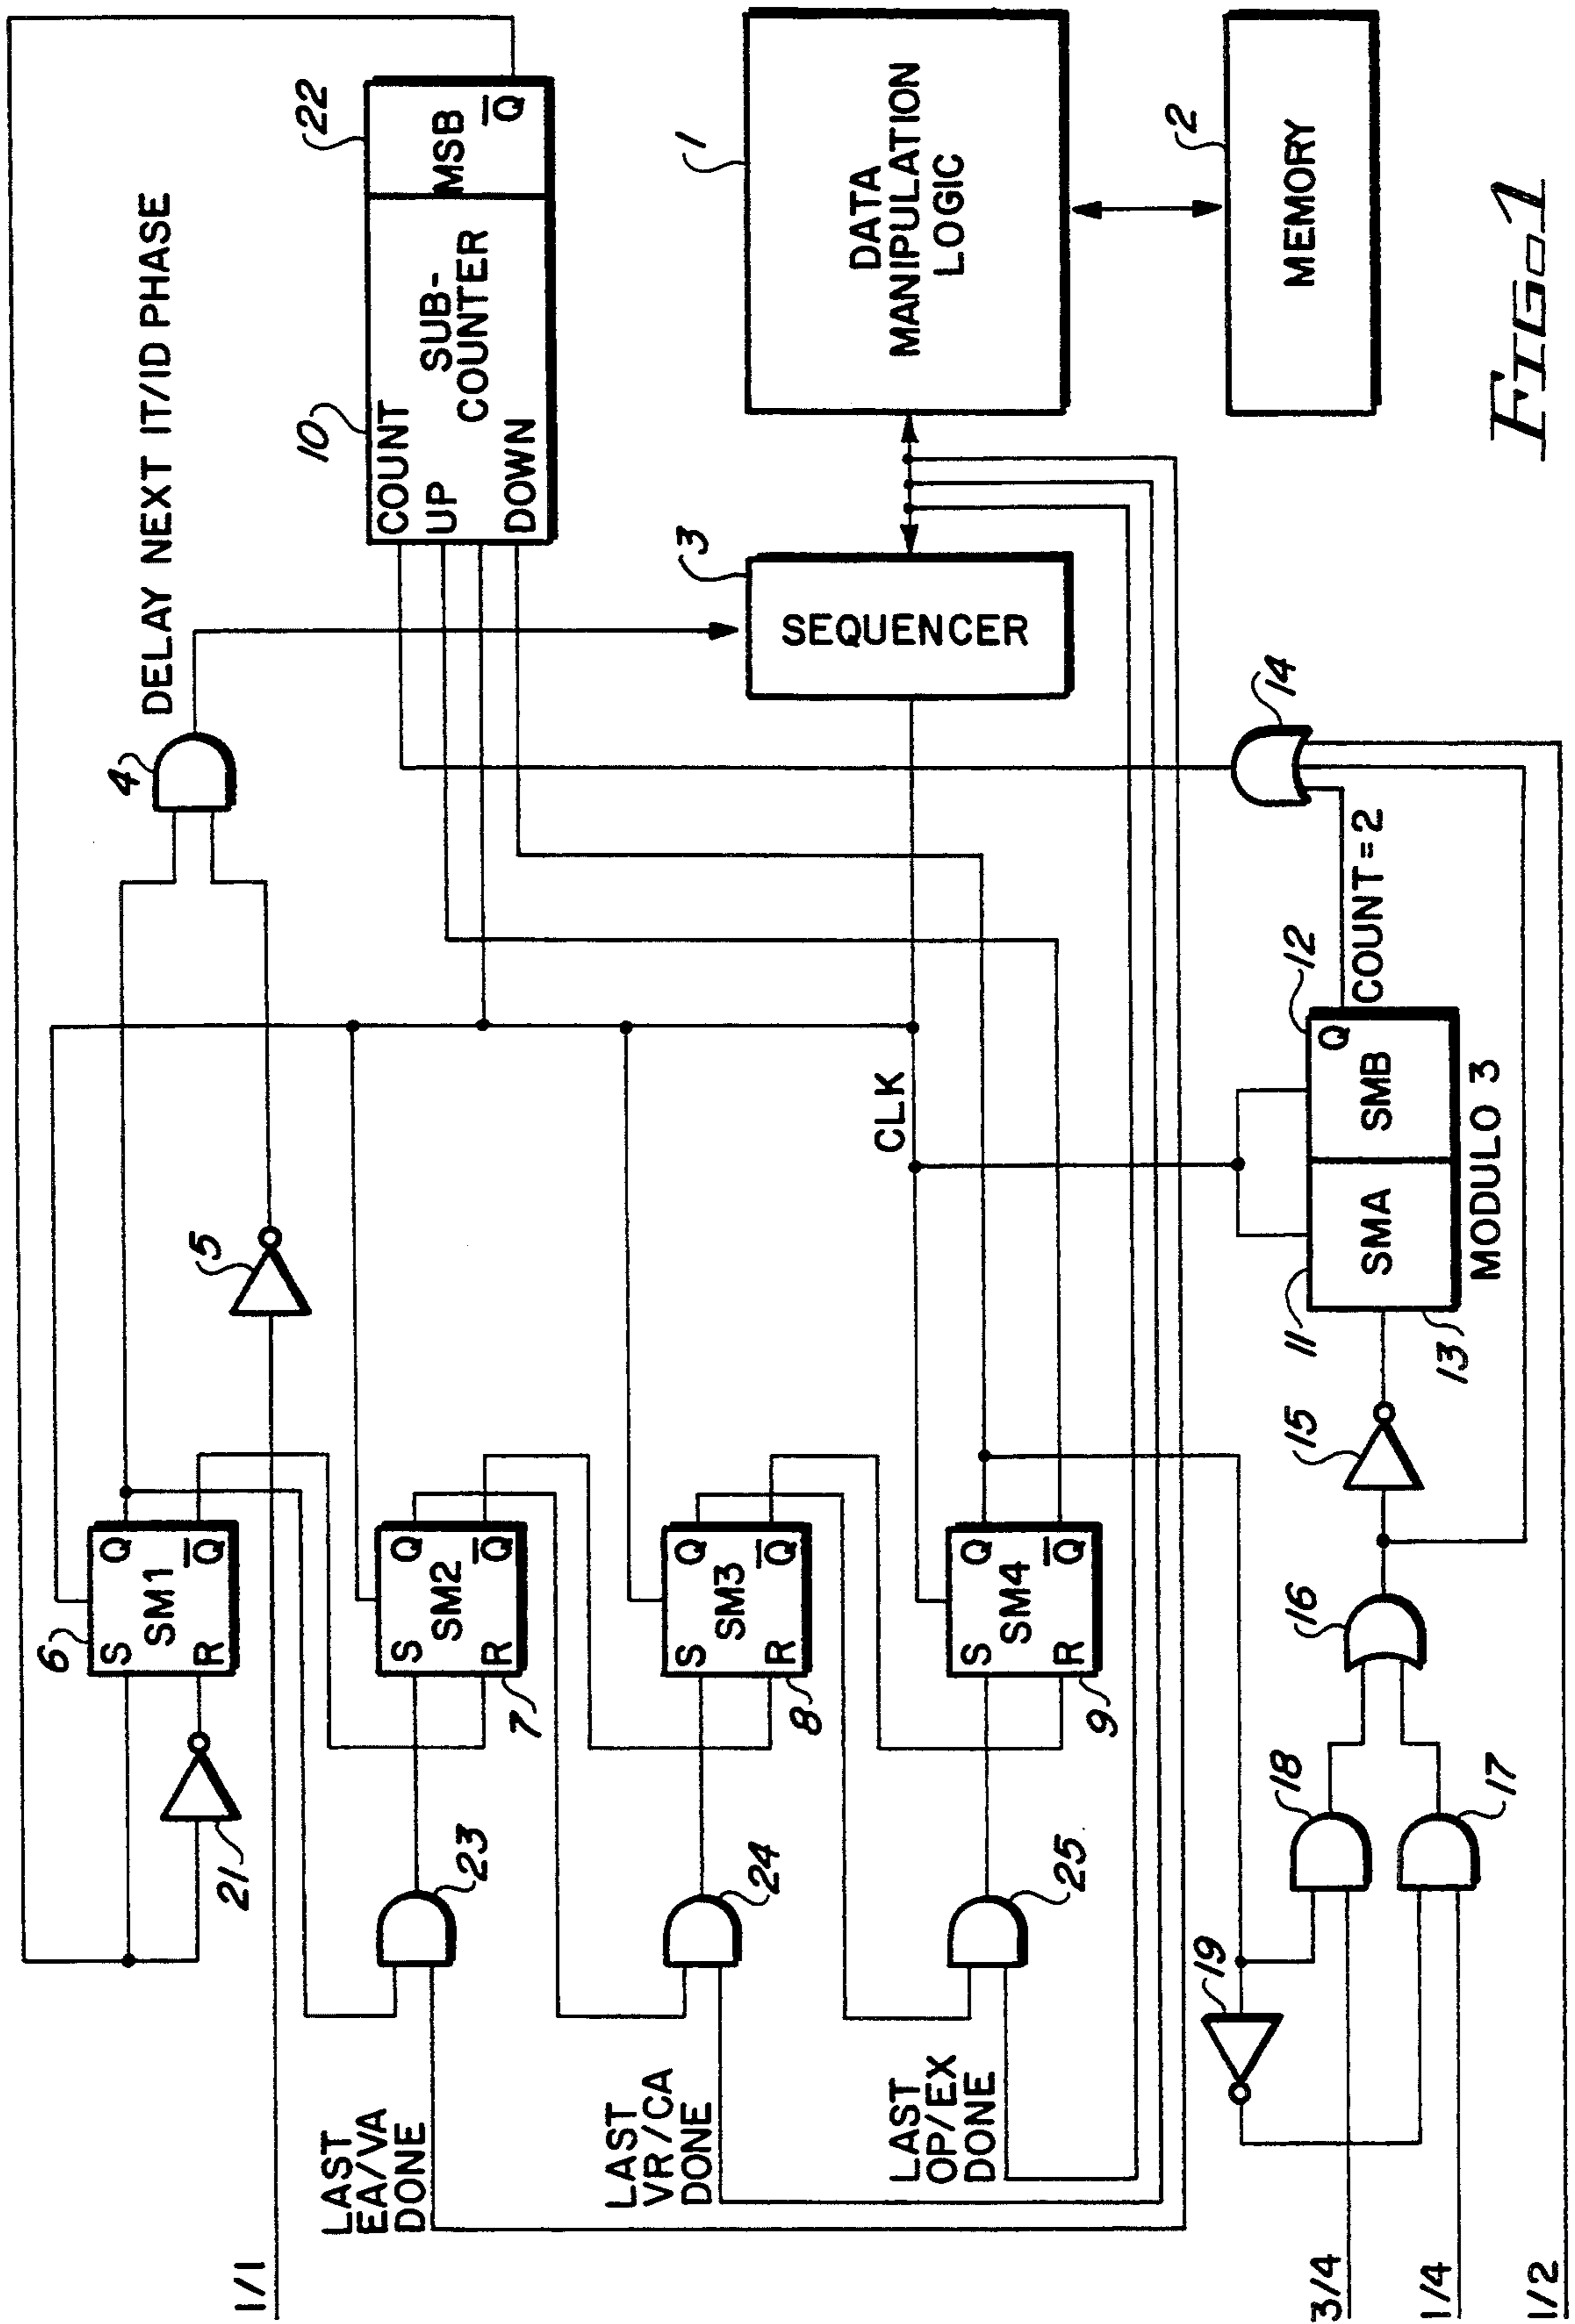 DELAY NEXT IT/ID PHASE
22
10
COUNT
UP
SUB-
COUNTER
DOWN
MSB
Q̅
4
5
6
S
SM1
R
Q
Q̅
21
1/1
1
DATA
MANIPULATION
LOGIC
3
SEQUENCER
2
MEMORY
S
SM2
R
Q
Q̅
7
23
LAST
EA/VA
DONE
S
SM3
R
Q
Q̅
8
24
LAST
VR/CA
DONE
CLK
S
SM4
R
Q
Q̅
9
25
LAST
OP/EX
DONE
14
COUNT=2
12
Q
SMB
SMA
11
13
MODULO 3
15
16
18
17
19
3/4
1/4
1/2
FIG.1